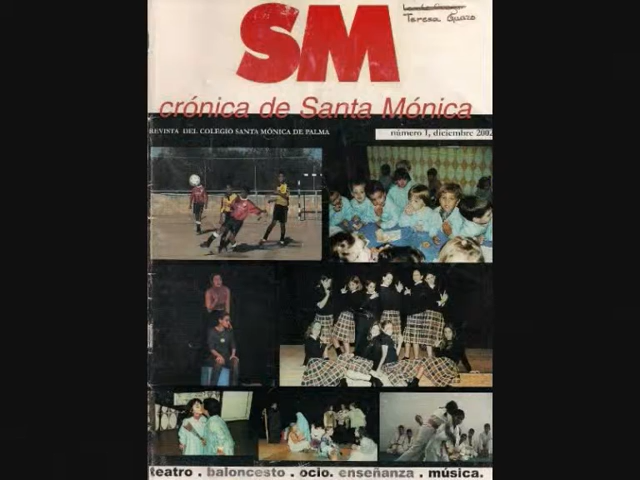 SM
Teresa
crónica de Santa Mónica
REVISTA DEL COLEGIO SANTA MÓNICA DE PALMA
número 1, diciembre 200
teatro . baloncesto . ocio. enseñanza . música.